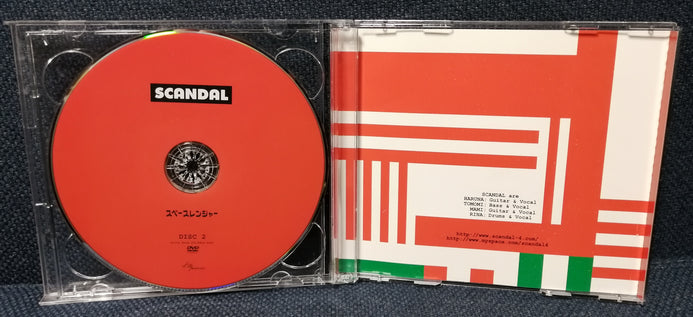 SCANDAL
スペースレンジャー
DISC 2
DVD
SCANDAL are
HARUNA: Guitar & Vocal
TOMOMI: Bass & Vocal
MAMI: Guitar & Vocal
RINA: Drums & Vocal
http://www.scandal-4.com/
http://www.myspace.com/scandal4